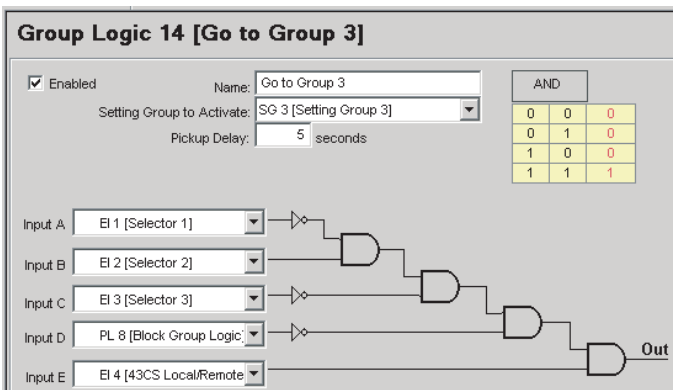 Group Logic 14 [Go to Group 3]
Enabled
Name: Go to Group 3
Setting Group to Activate: SG 3 [Setting Group 3]
Pickup Delay: 5 seconds
AND
0 0 0
0 1 0
1 0 0
1 1 1
Input A EI 1 [Selector 1]
Input B EI 2 [Selector 2]
Input C EI 3 [Selector 3]
Input D PL 8 [Block Group Logic]
Out
Input E EI 4 [43CS Local/Remote